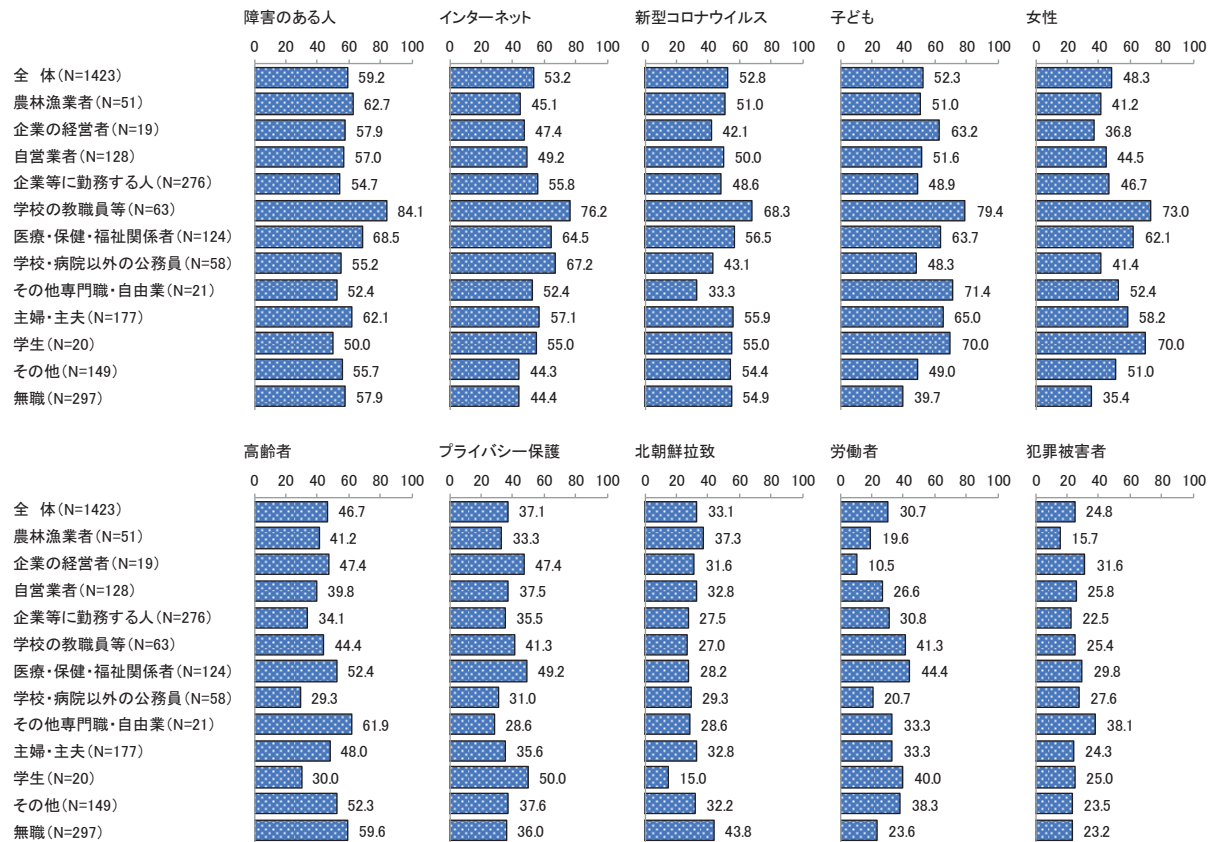 障害のある人 インターネット 新型コロナウイルス 子ども 女性
0 20 40 60 80 100 0 20 40 60 80 100 0 20 40 60 80 100 0 20 40 60 80 100 0 20 40 60 80 100
全 体(N=1423) 59.2 53.2 52.8 52.3 48.3
農林漁業者(N=51) 62.7 45.1 51.0 51.0 41.2
企業の経営者(N=19) 57.9 47.4 42.1 63.2 36.8
自営業者(N=128) 57.0 49.2 50.0 51.6 44.5
企業等に勤務する人(N=276) 54.7 55.8 48.6 48.9 46.7
学校の教職員等(N=63) 84.1 76.2 68.3 79.4 73.0
医療・保健・福祉関係者(N=124) 68.5 64.5 56.5 63.7 62.1
学校・病院以外の公務員(N=58) 55.2 67.2 43.1 48.3 41.4
その他専門職・自由業(N=21) 52.4 52.4 33.3 71.4 52.4
主婦・主夫(N=177) 62.1 57.1 55.9 65.0 58.2
学生(N=20) 50.0 55.0 55.0 70.0 70.0
その他(N=149) 55.7 44.3 54.4 49.0 51.0
無職(N=297) 57.9 44.4 54.9 39.7 35.4
高齢者 プライバシー保護 北朝鮮拉致 労働者 犯罪被害者
0 20 40 60 80 100 0 20 40 60 80 100 0 20 40 60 80 100 0 20 40 60 80 100 0 20 40 60 80 100
全 体(N=1423) 46.7 37.1 33.1 30.7 24.8
農林漁業者(N=51) 41.2 33.3 37.3 19.6 15.7
企業の経営者(N=19) 47.4 47.4 31.6 10.5 31.6
自営業者(N=128) 39.8 37.5 32.8 26.6 25.8
企業等に勤務する人(N=276) 34.1 35.5 27.5 30.8 22.5
学校の教職員等(N=63) 44.4 41.3 27.0 41.3 25.4
医療・保健・福祉関係者(N=124) 52.4 49.2 28.2 44.4 29.8
学校・病院以外の公務員(N=58) 29.3 31.0 29.3 20.7 27.6
その他専門職・自由業(N=21) 61.9 28.6 28.6 33.3 38.1
主婦・主夫(N=177) 48.0 35.6 32.8 33.3 24.3
学生(N=20) 30.0 50.0 15.0 40.0 25.0
その他(N=149) 52.3 37.6 32.2 38.3 23.5
無職(N=297) 59.6 36.0 43.8 23.6 23.2